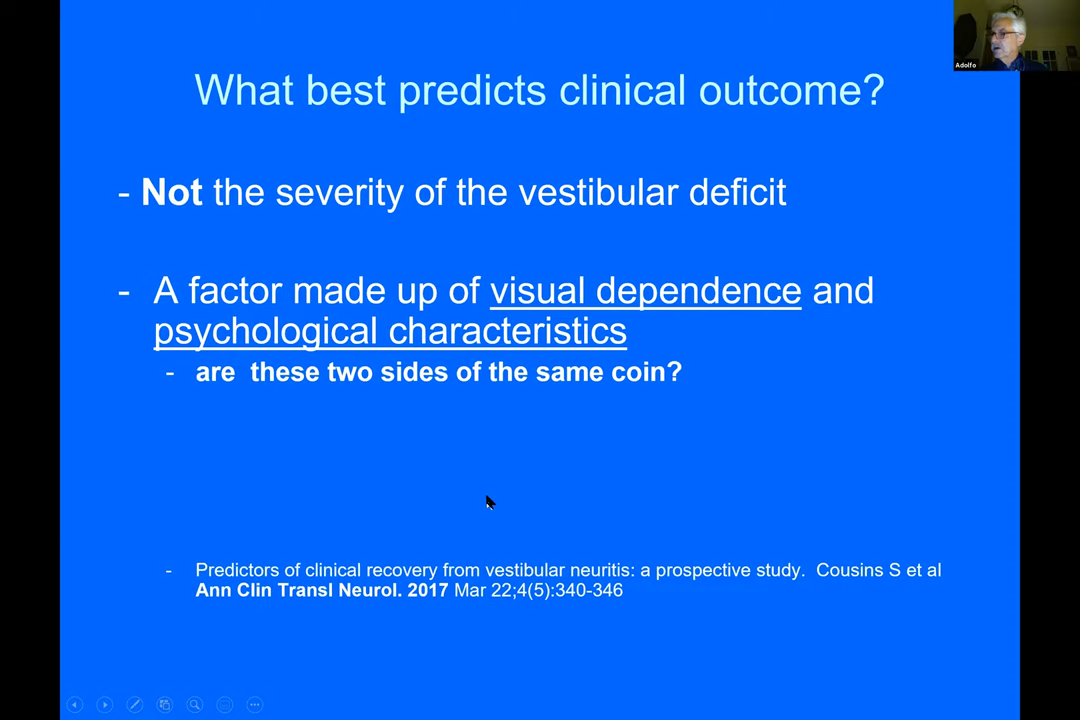 Adolfo
What best predicts clinical outcome?
- Not the severity of the vestibular deficit
- A factor made up of visual dependence and
psychological characteristics
- are these two sides of the same coin?
- Predictors of clinical recovery from vestibular neuritis: a prospective study. Cousins S et al
Ann Clin Transl Neurol. 2017 Mar 22;4(5):340-346